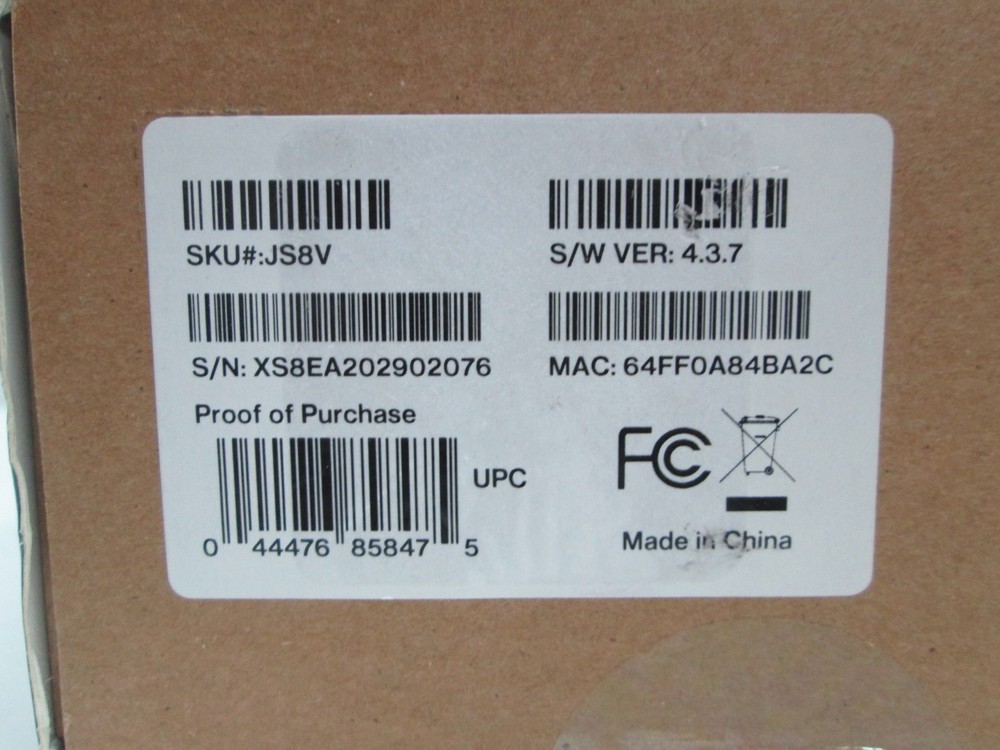 SKU#:JS8V
S/W VER: 4.3.7
S/N: XS8EA202902076
MAC: 64FF0A84BA2C
Proof of Purchase
UPC
0 44476 85847 5
FC
Made in China